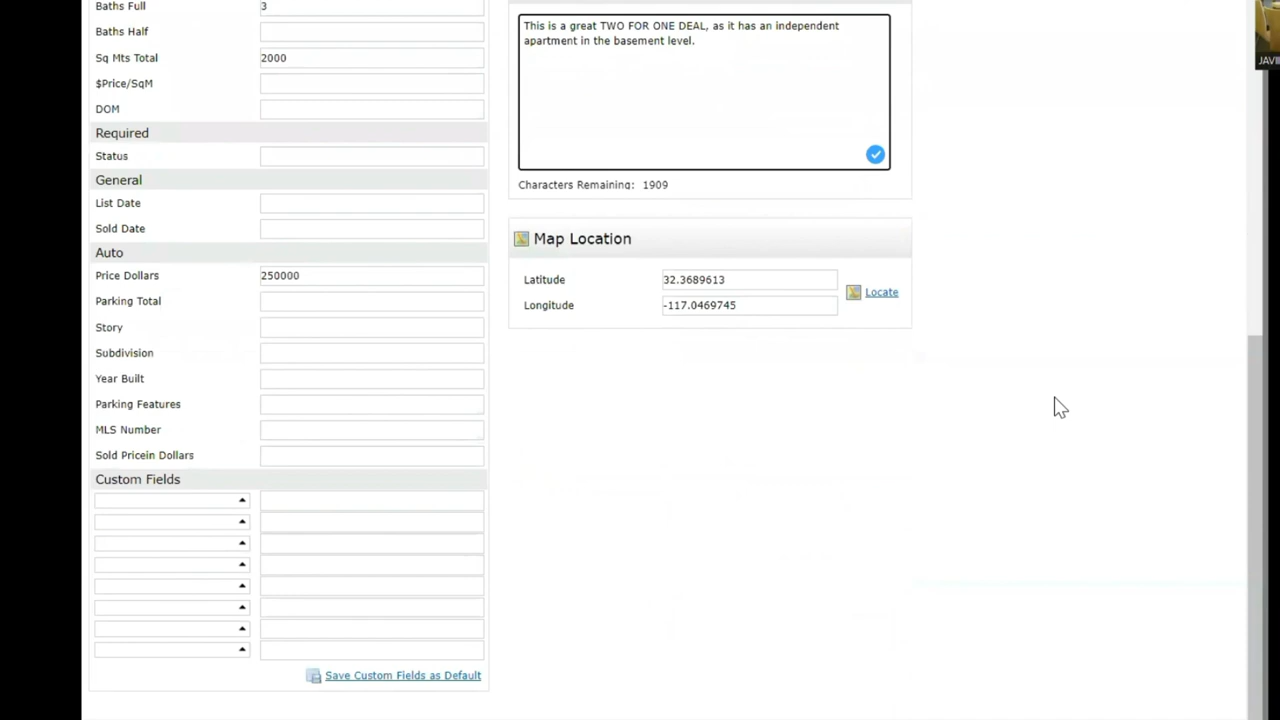 Baths Full 3
Baths Half
Sq Mts Total 2000
$Price/SqM
DOM
Required
Status
General
List Date
Sold Date
Auto
Price Dollars 250000
Parking Total
Story
Subdivision
Year Built
Parking Features
MLS Number
Sold Pricein Dollars
Custom Fields
Save Custom Fields as Default
This is a great TWO FOR ONE DEAL, as it has an independent
apartment in the basement level.
Characters Remaining: 1909
Map Location
Latitude 32.3689613
Longitude -117.0469745
Locate